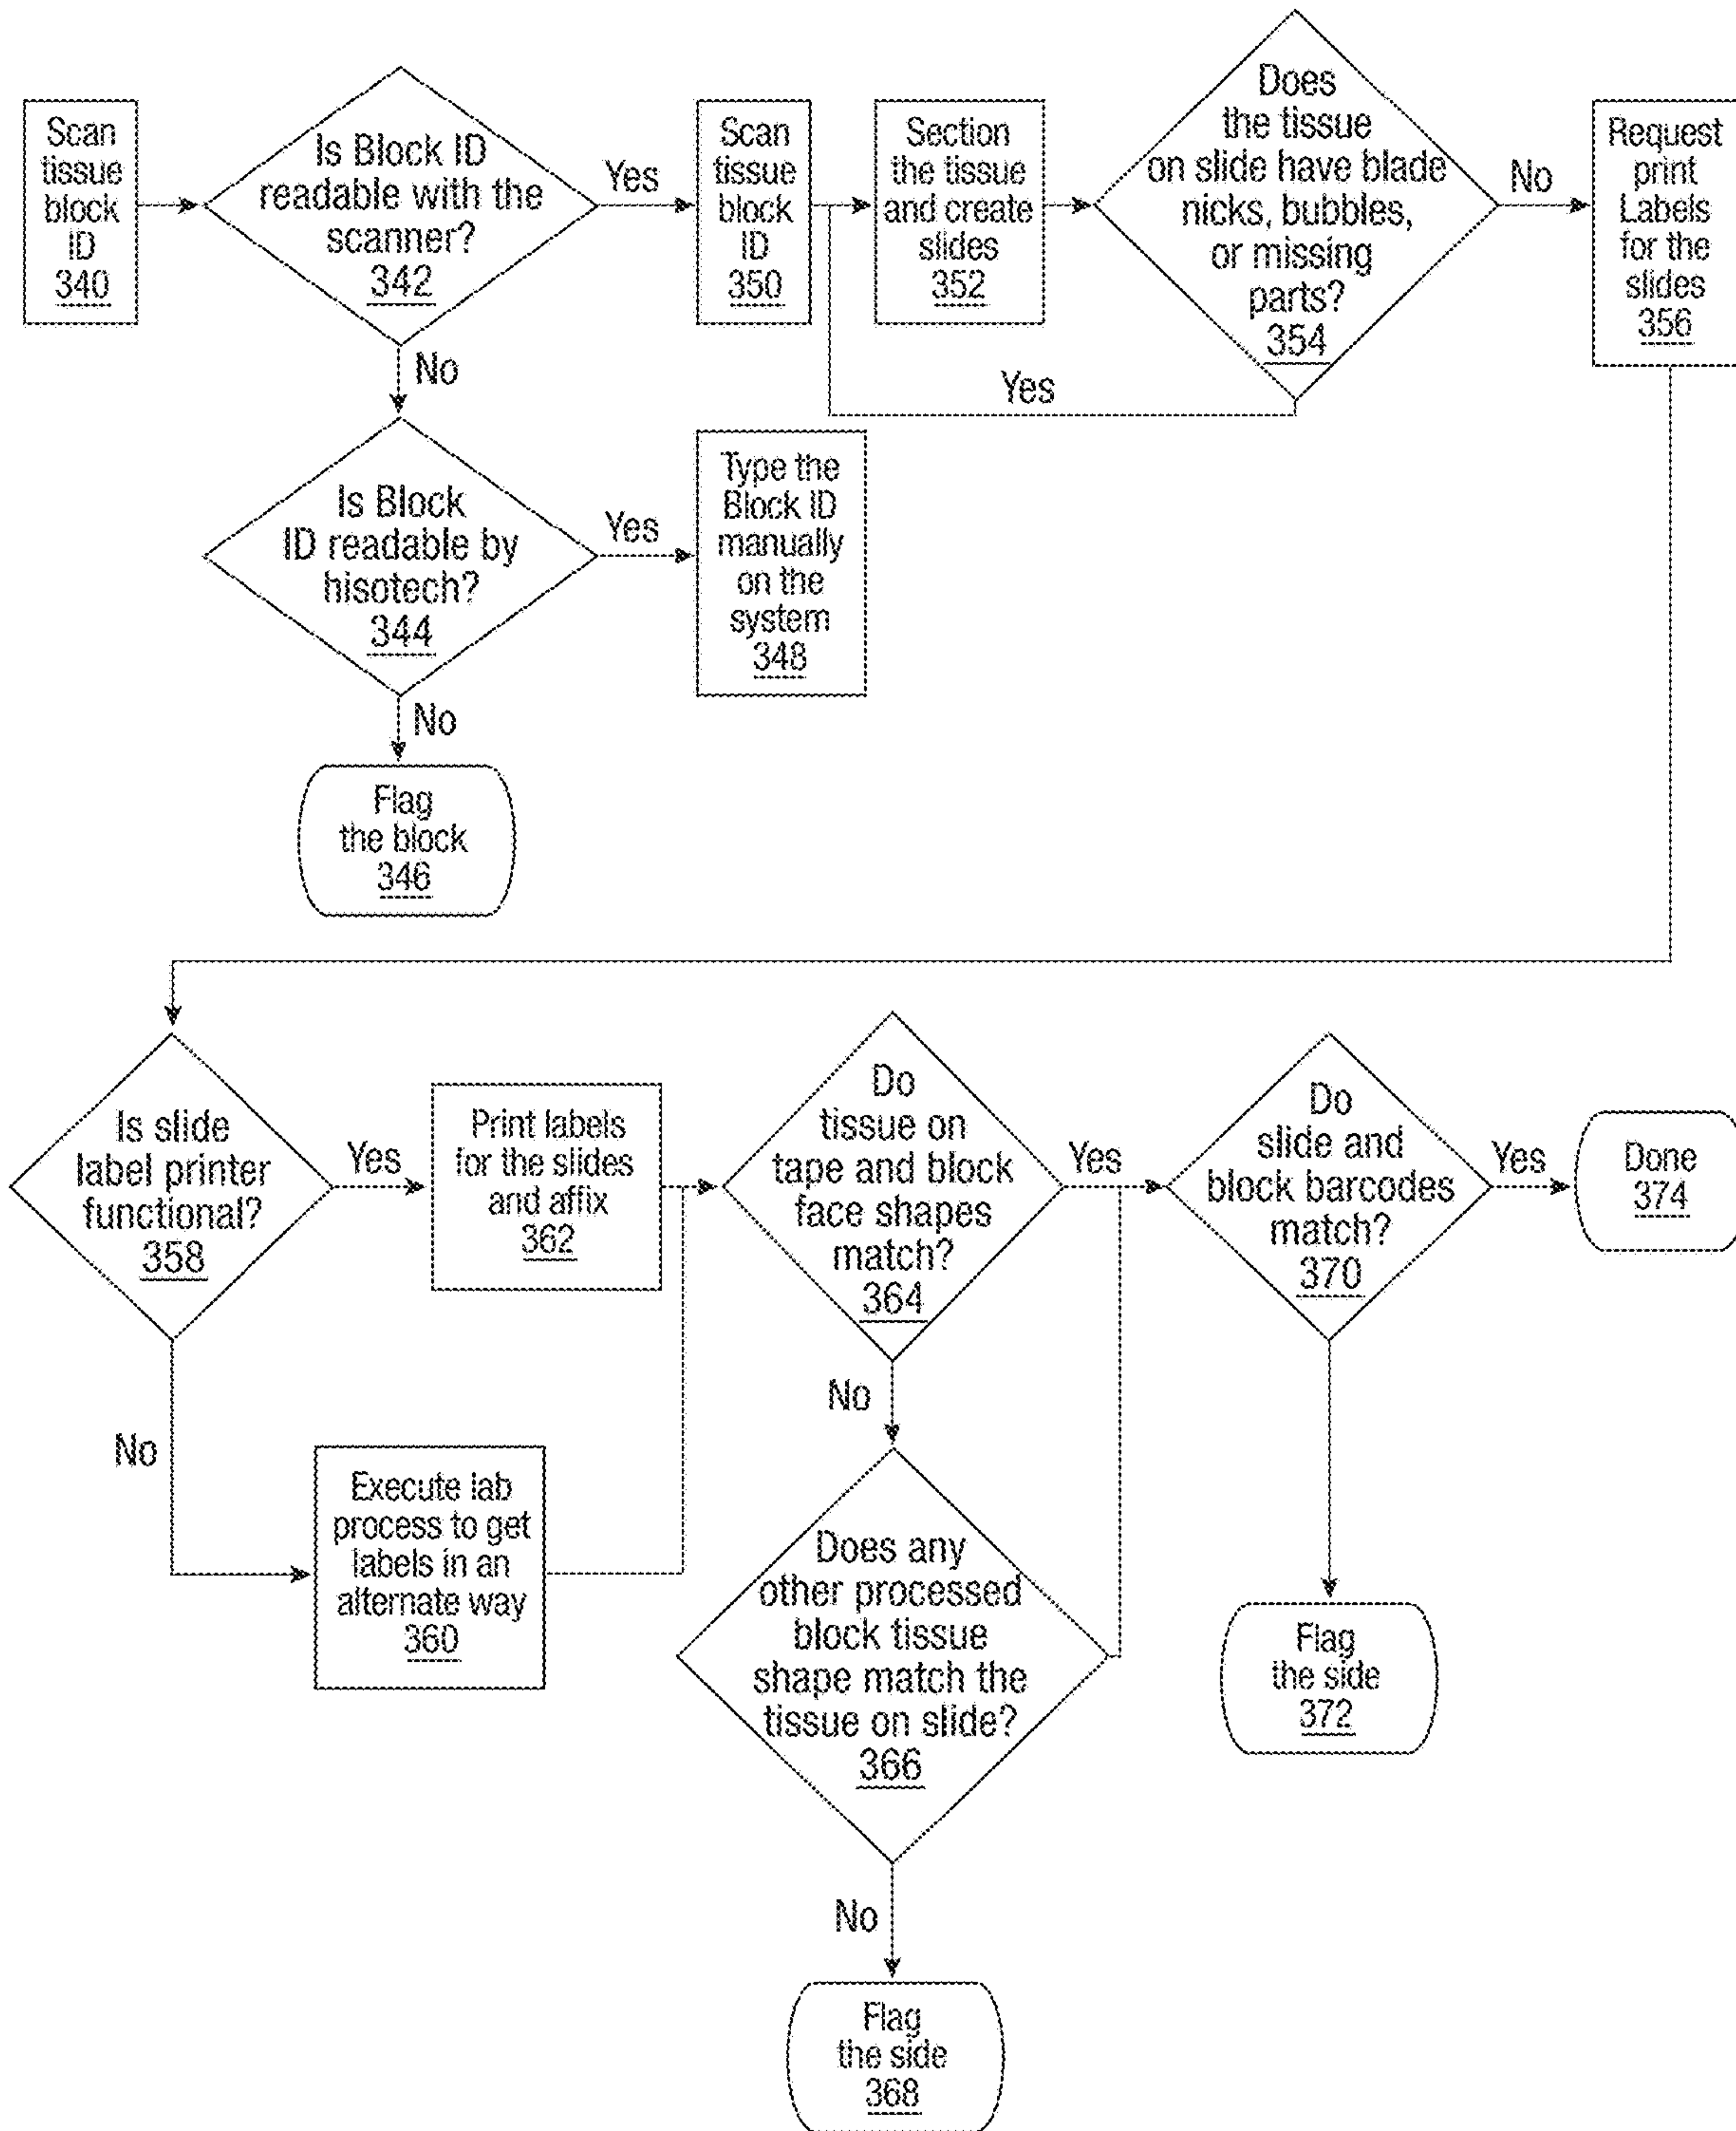 Scan
tissue
block
ID
340
Is Block ID
readable with the
scanner?
342
Yes
Scan
tissue
block
ID
350
Section
the tissue
and create
slides
352
Does
the tissue
on slide have blade
nicks, bubbles,
or missing
parts?
354
No
Request
print
Labels
for the
slides
356
No
Yes
Is Block
ID readable by
hisotech?
344
Yes
Type the
Block ID
manually
on the
system
348
No
Flag
the block
346
Is slide
label printer
functional?
358
Yes
Print labels
for the slides
and affix
362
Do
tissue on
tape and block
face shapes
match?
364
Yes
Do
slide and
block barcodes
match?
370
Yes
Done
374
No
Execute lab
process to get
labels in an
alternate way
360
No
Does any
other processed
block tissue
shape match the
tissue on slide?
366
Flag
the side
372
No
Flag
the side
368